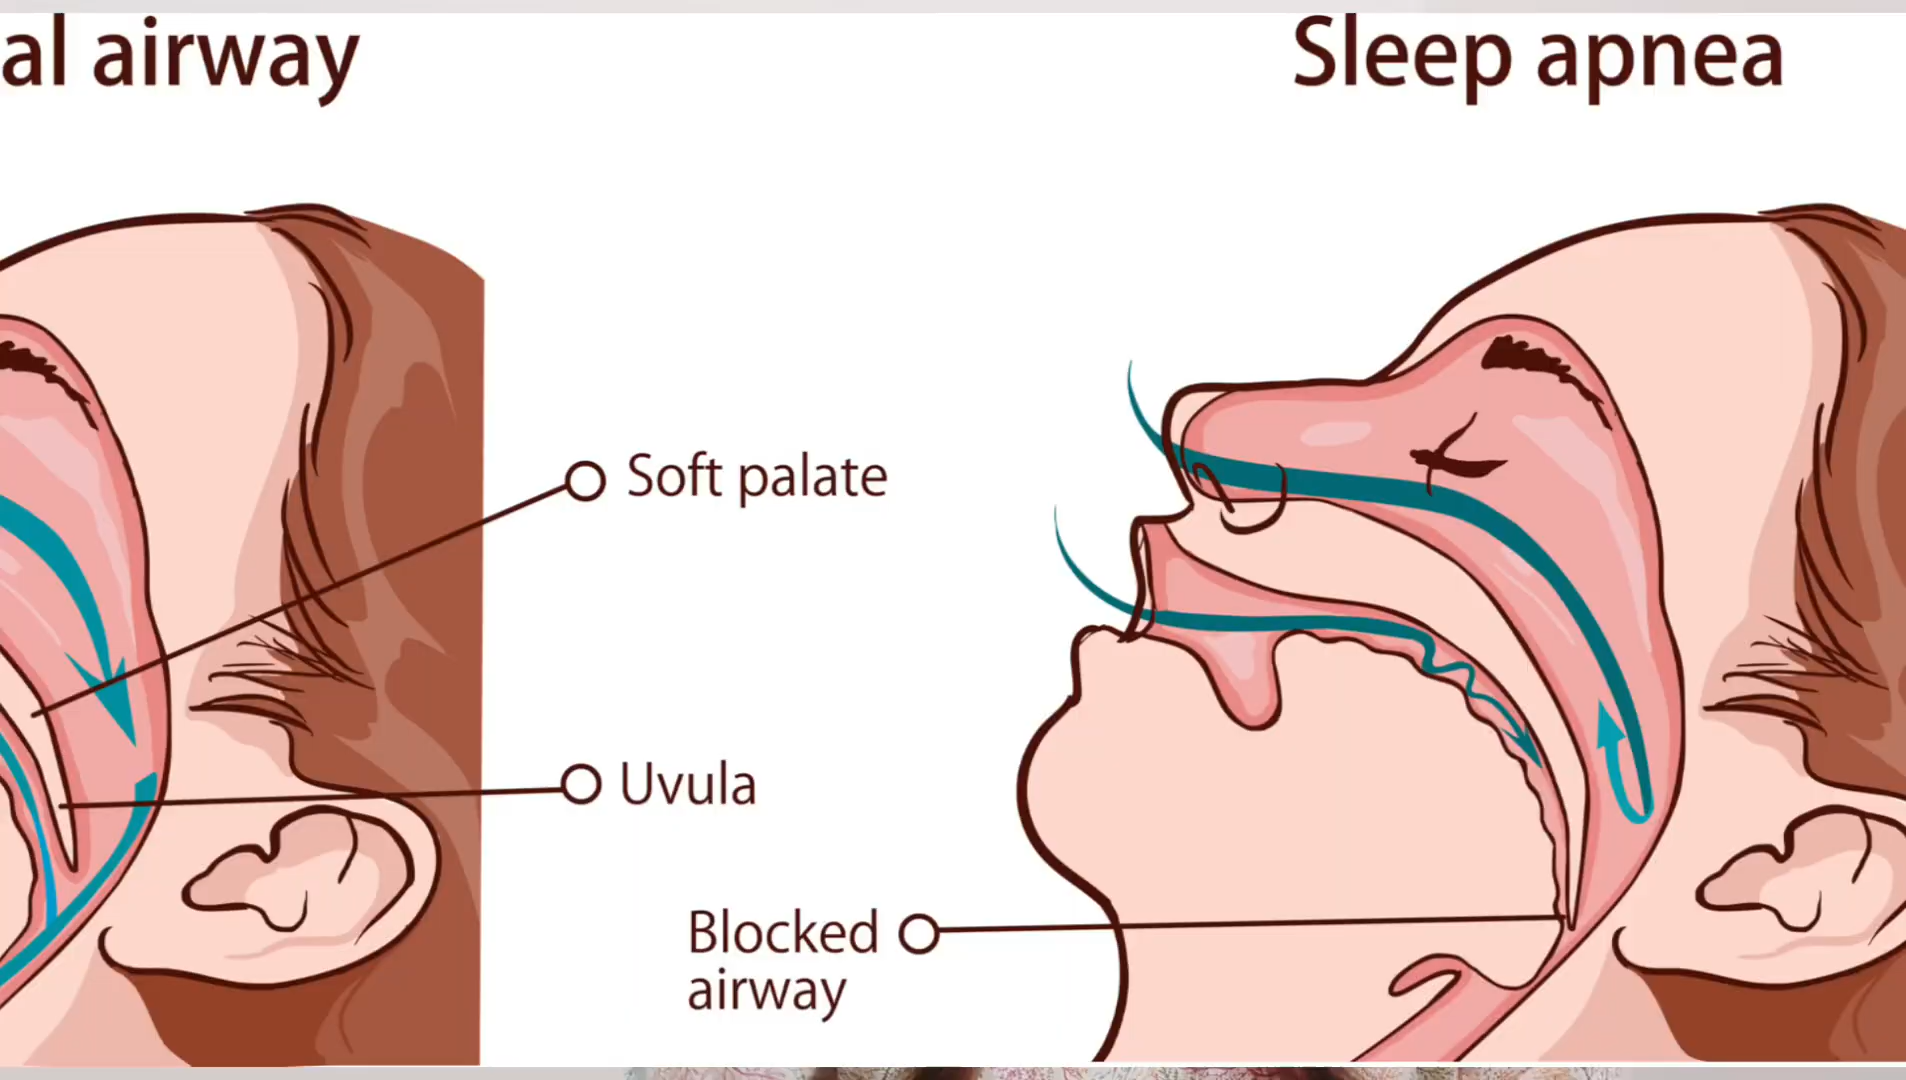 al airway
Sleep apnea
Soft palate
Uvula
Blocked
airway